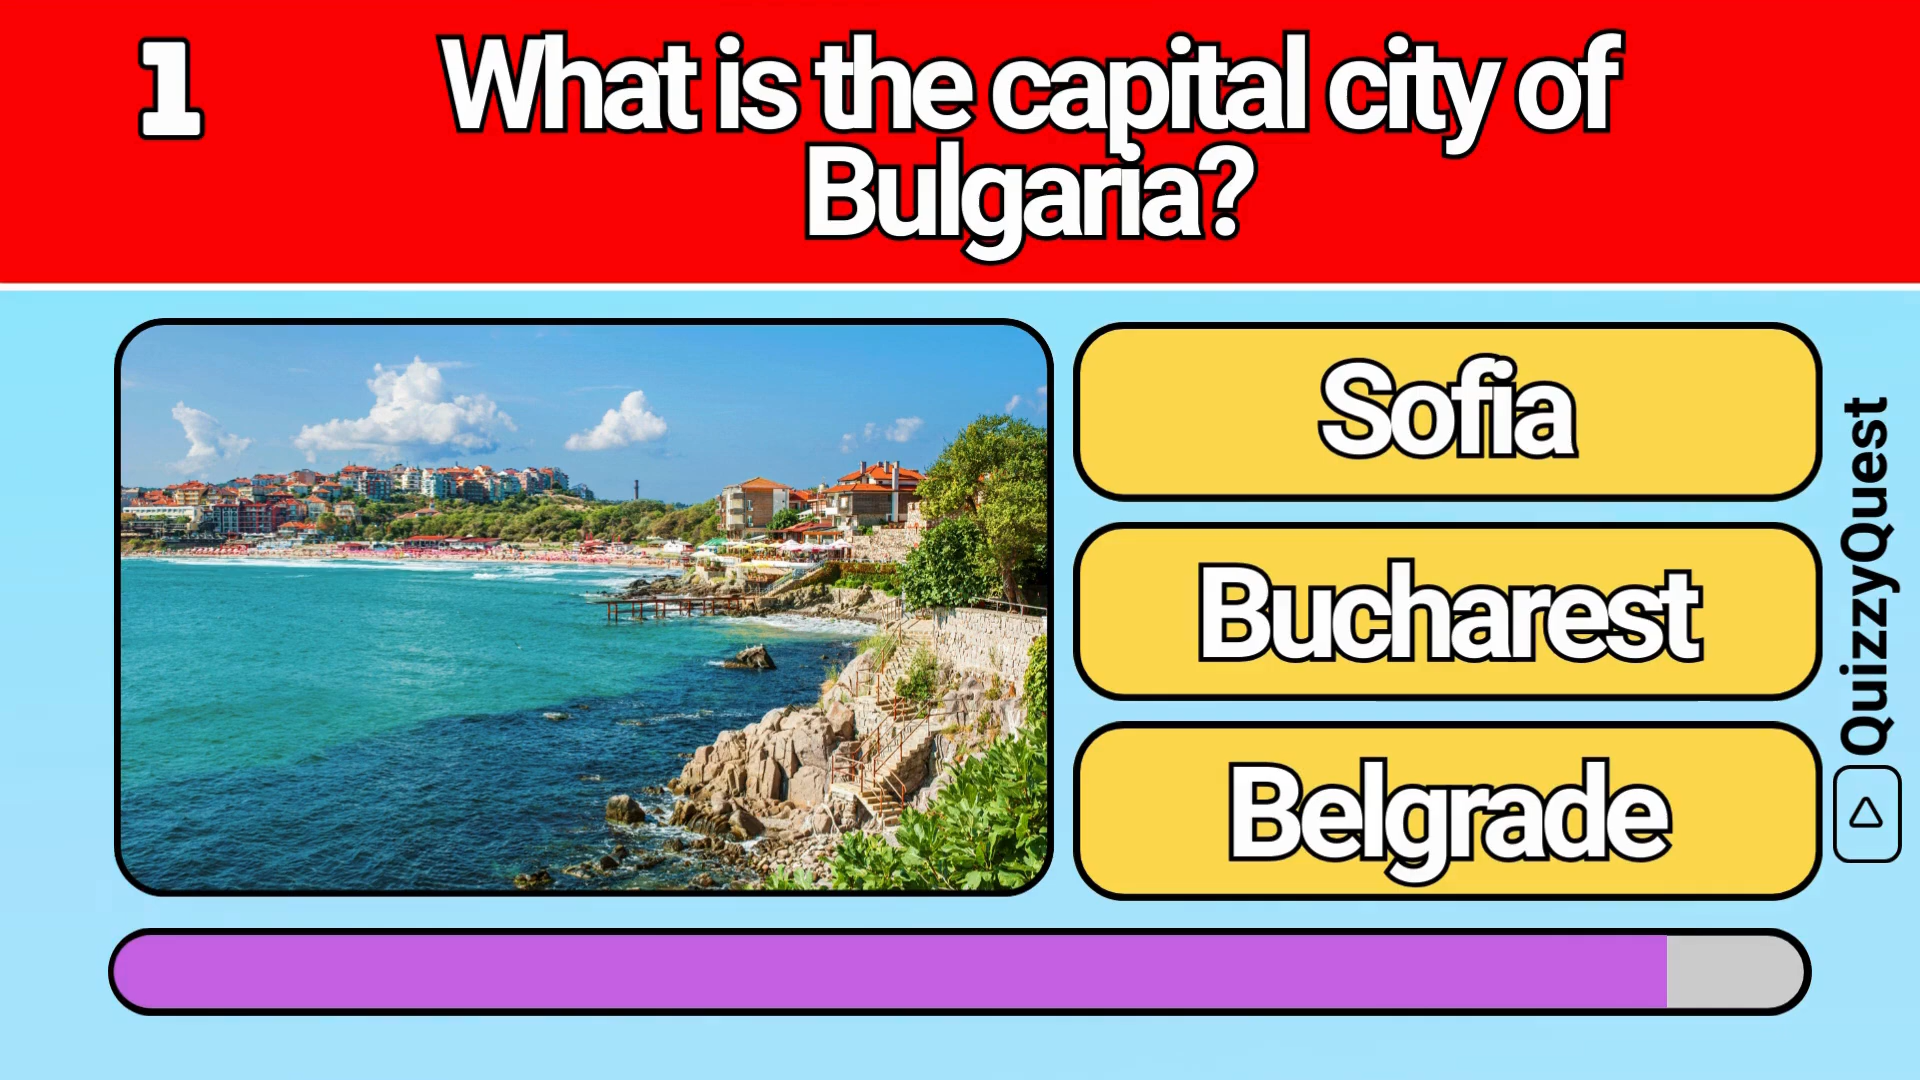 1
What is the capital city of
Bulgaria?
Sofia
Bucharest
Belgrade
QuizzyQuest